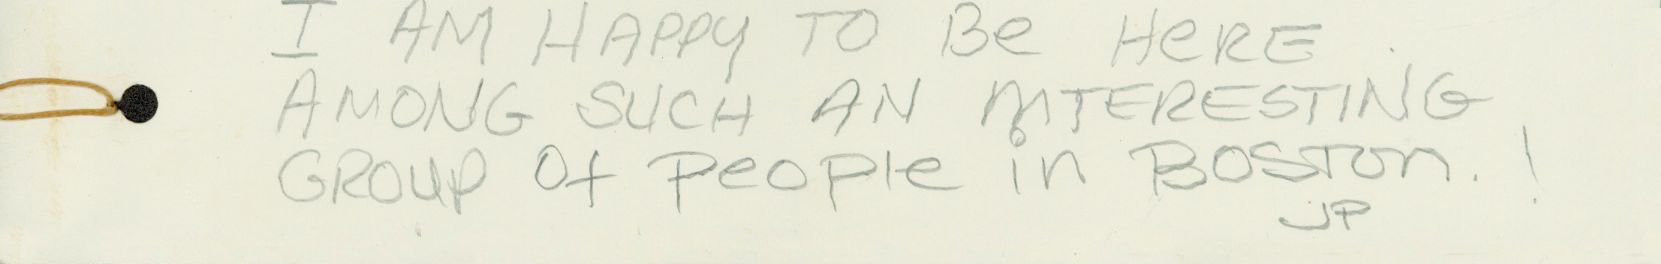 I AM HAPPY TO Be HeRE.
AMONG SUCH AN INTERESTING
GROUP Of People in BOSTon. !
JP